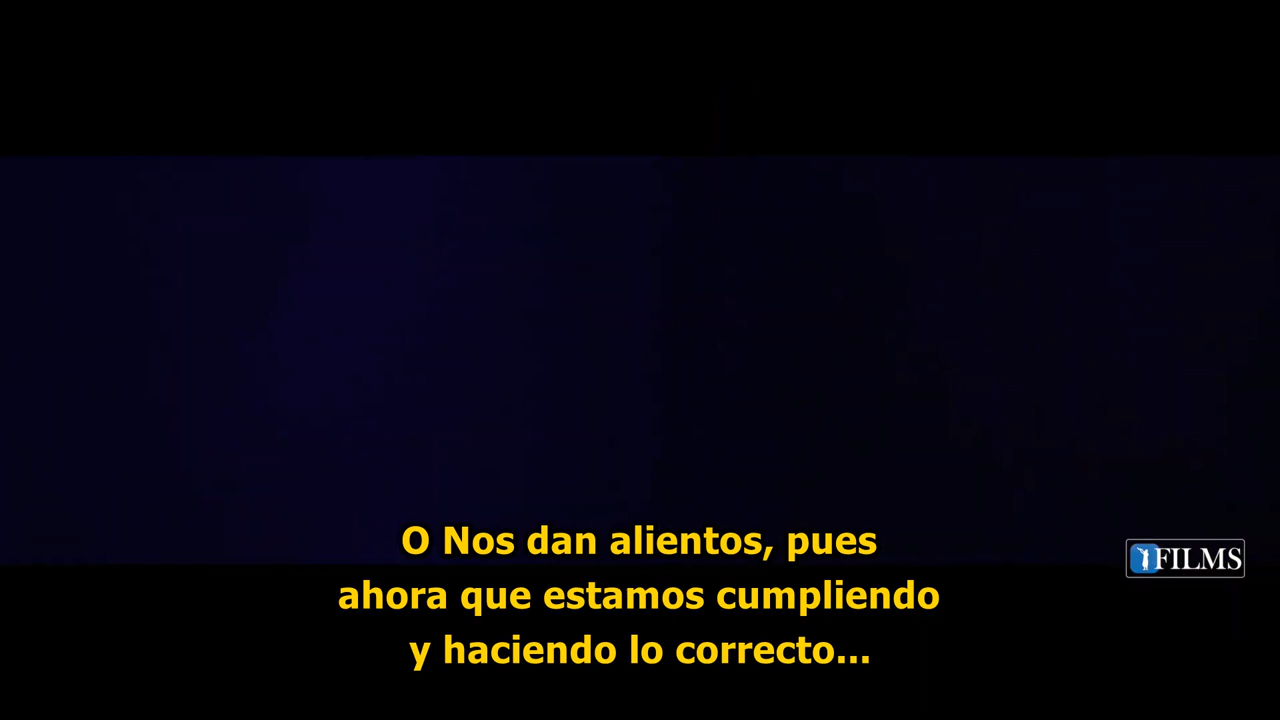 O Nos dan alientos, pues
ahora que estamos cumpliendo
y haciendo lo correcto...
FILMS